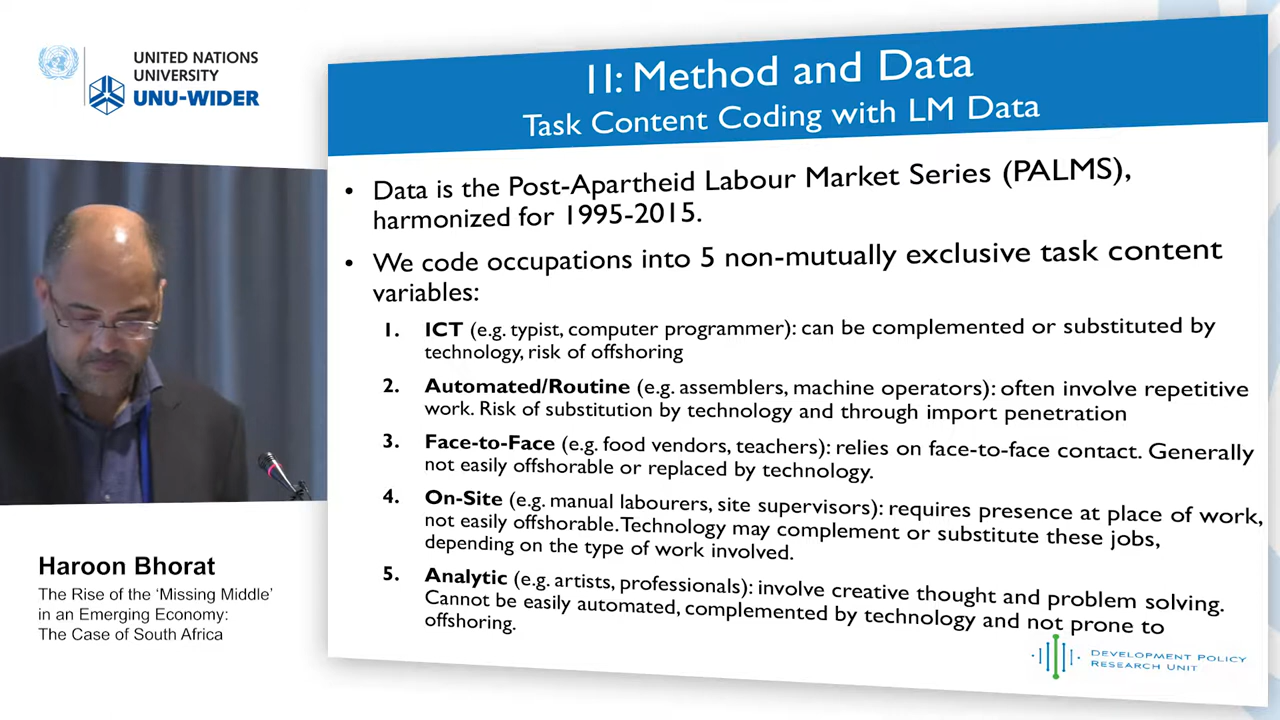 UNITED NATIONS
UNIVERSITY
UNU-WIDER
II: Method and Data
Task Content Coding with LM Data
• Data is the Post-Apartheid Labour Market Series (PALMS),
harmonized for 1995-2015.
• We code occupations into 5 non-mutually exclusive task content
variables:
1. ICT (e.g. typist, computer programmer): can be complemented or substituted by
technology, risk of offshoring
2. Automated/Routine (e.g. assemblers, machine operators): often involve repetitive
work. Risk of substitution by technology and through import penetration
3. Face-to-Face (e.g. food vendors, teachers): relies on face-to-face contact. Generally
not easily offshorable or replaced by technology.
4. On-Site (e.g. manual labourers, site supervisors): requires presence at place of work,
not easily offshorable. Technology may complement or substitute these jobs,
depending on the type of work involved.
5. Analytic (e.g. artists, professionals): involve creative thought and problem solving.
Cannot be easily automated, complemented by technology and not prone to
offshoring.
DEVELOPMENT POLICY
RESEARCH UNIT
Haroon Bhorat
The Rise of the ‘Missing Middle’
in an Emerging Economy:
The Case of South Africa